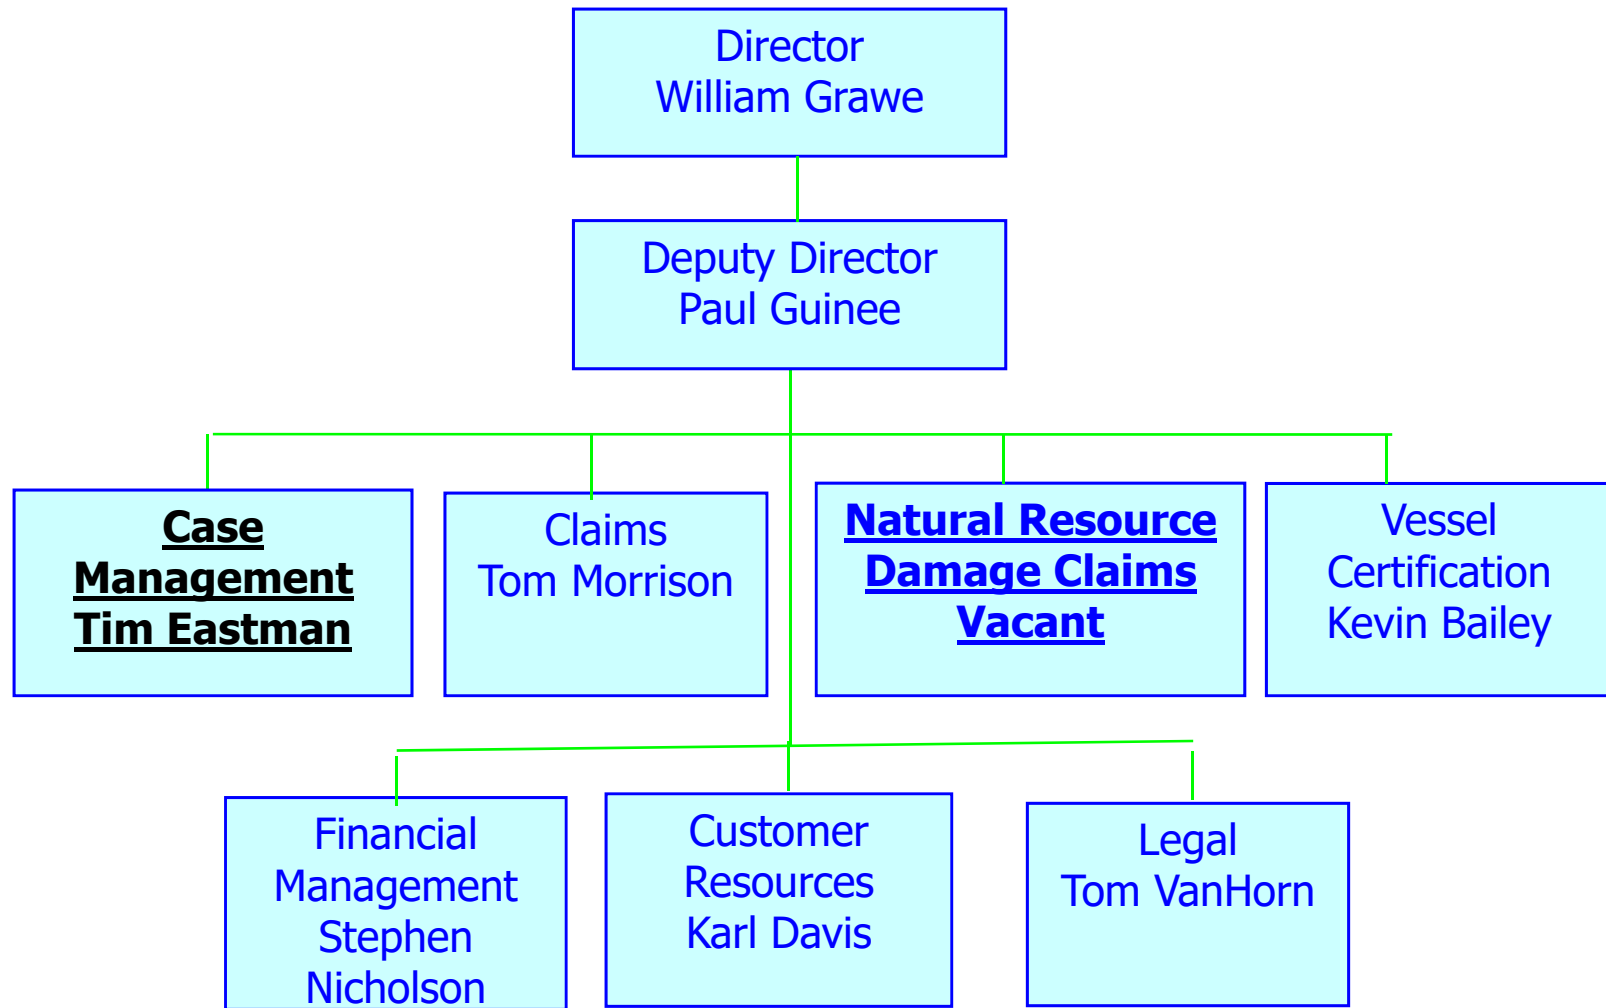 Director
William Grawe
Deputy Director
Paul Guinee
Case
Management
Tim Eastman
Claims
Tom Morrison
Natural Resource
Damage Claims
Vacant
Vessel
Certification
Kevin Bailey
Financial
Management
Stephen
Nicholson
Customer
Resources
Karl Davis
Legal
Tom VanHorn